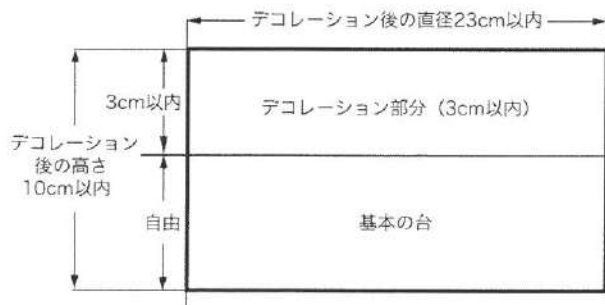 デコレーション後の直径23cm以内
3cm以内
デコレーション部分（3cm以内）
デコレーション
後の高さ
10cm以内
自由
基本の台